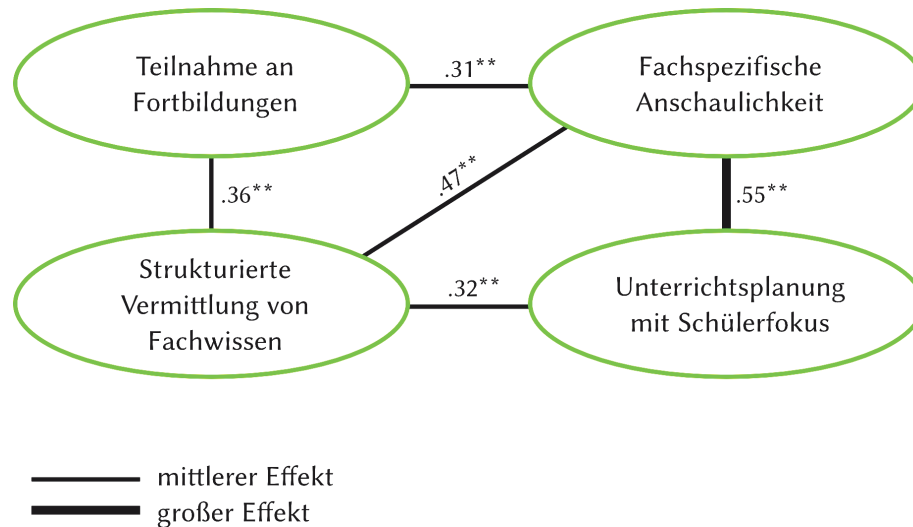 Teilnahme an
Fortbildungen
.31**
Fachspezifische
Anschaulichkeit
.36**
.47**
.55**
Strukturierte
Vermittlung von
Fachwissen
.32**
Unterrichtsplanung
mit Schülerfokus
mittlerer Effekt
großer Effekt